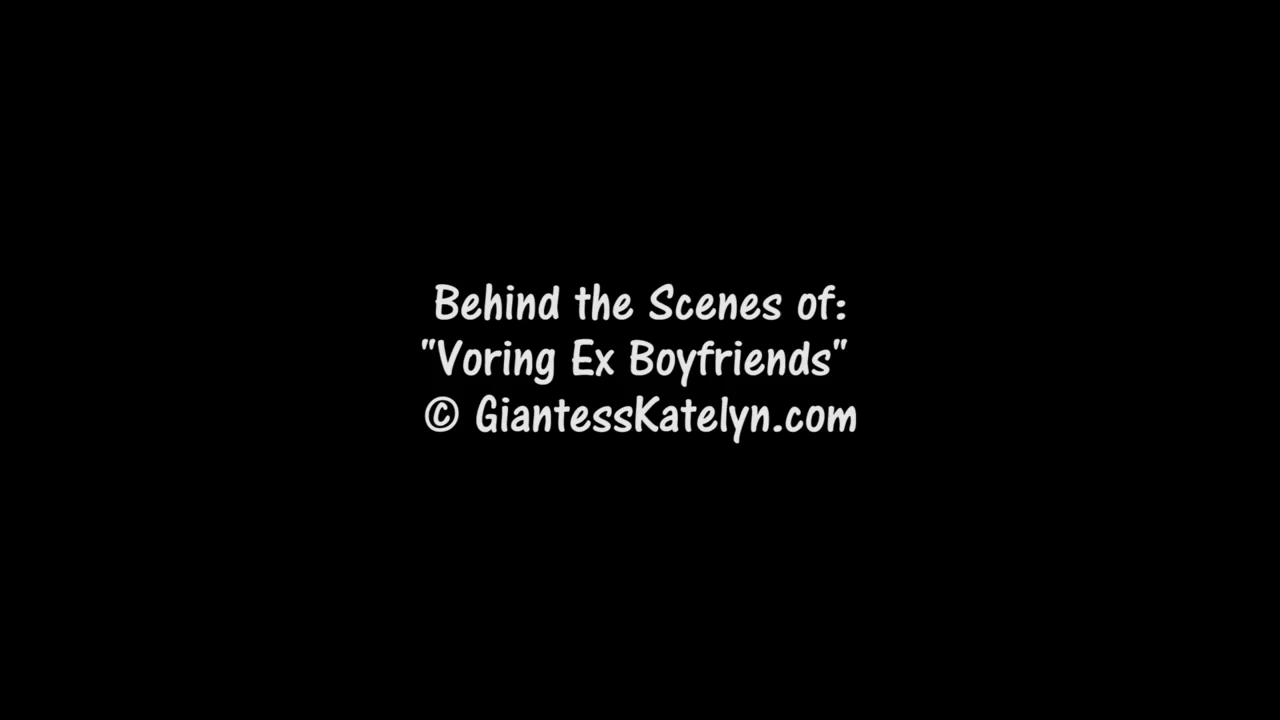 Behind the Scenes of:
"Voring Ex Boyfriends"
© GiantessKatelyn.com